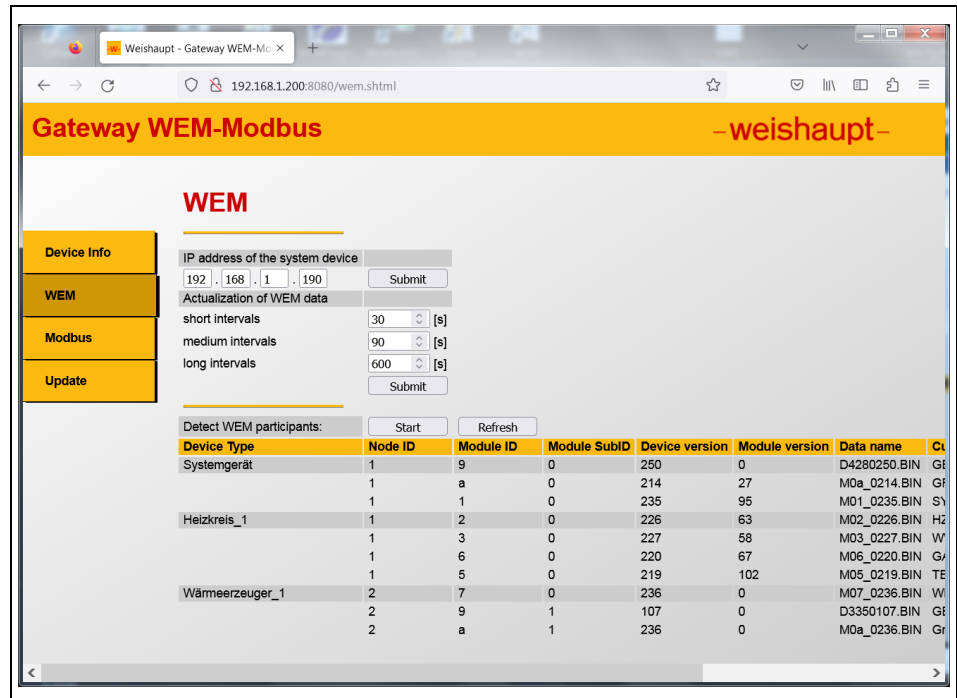 Weishaupt - Gateway WEM-Mo
192.168.1.200:8080/wem.shtml
Gateway WEM-Modbus
-weishaupt-
WEM
Device Info
WEM
Modbus
Update
IP address of the system device
192 . 168 . 1 . 190 Submit
Actualization of WEM data
short intervals 30 [s]
medium intervals 90 [s]
long intervals 600 [s]
Submit
Detect WEM participants: Start Refresh
Device Type Node ID Module ID Module SubID Device version Module version Data name
Systemgerät 1 9 0 250 0 D4280250.BIN
1 a 0 214 27 M0a_0214.BIN
1 1 0 235 95 M01_0235.BIN
Heizkreis_1 1 2 0 226 63 M02_0226.BIN HZ
1 3 0 227 58 M03_0227.BIN
1 6 0 220 67 M06_0220.BIN
1 5 0 219 102 M05_0219.BIN TE
Wärmeerzeuger_1 2 7 0 236 0 M07_0236.BIN
2 9 1 107 0 D3350107.BIN
2 a 1 236 0 M0a_0236.BIN Gr